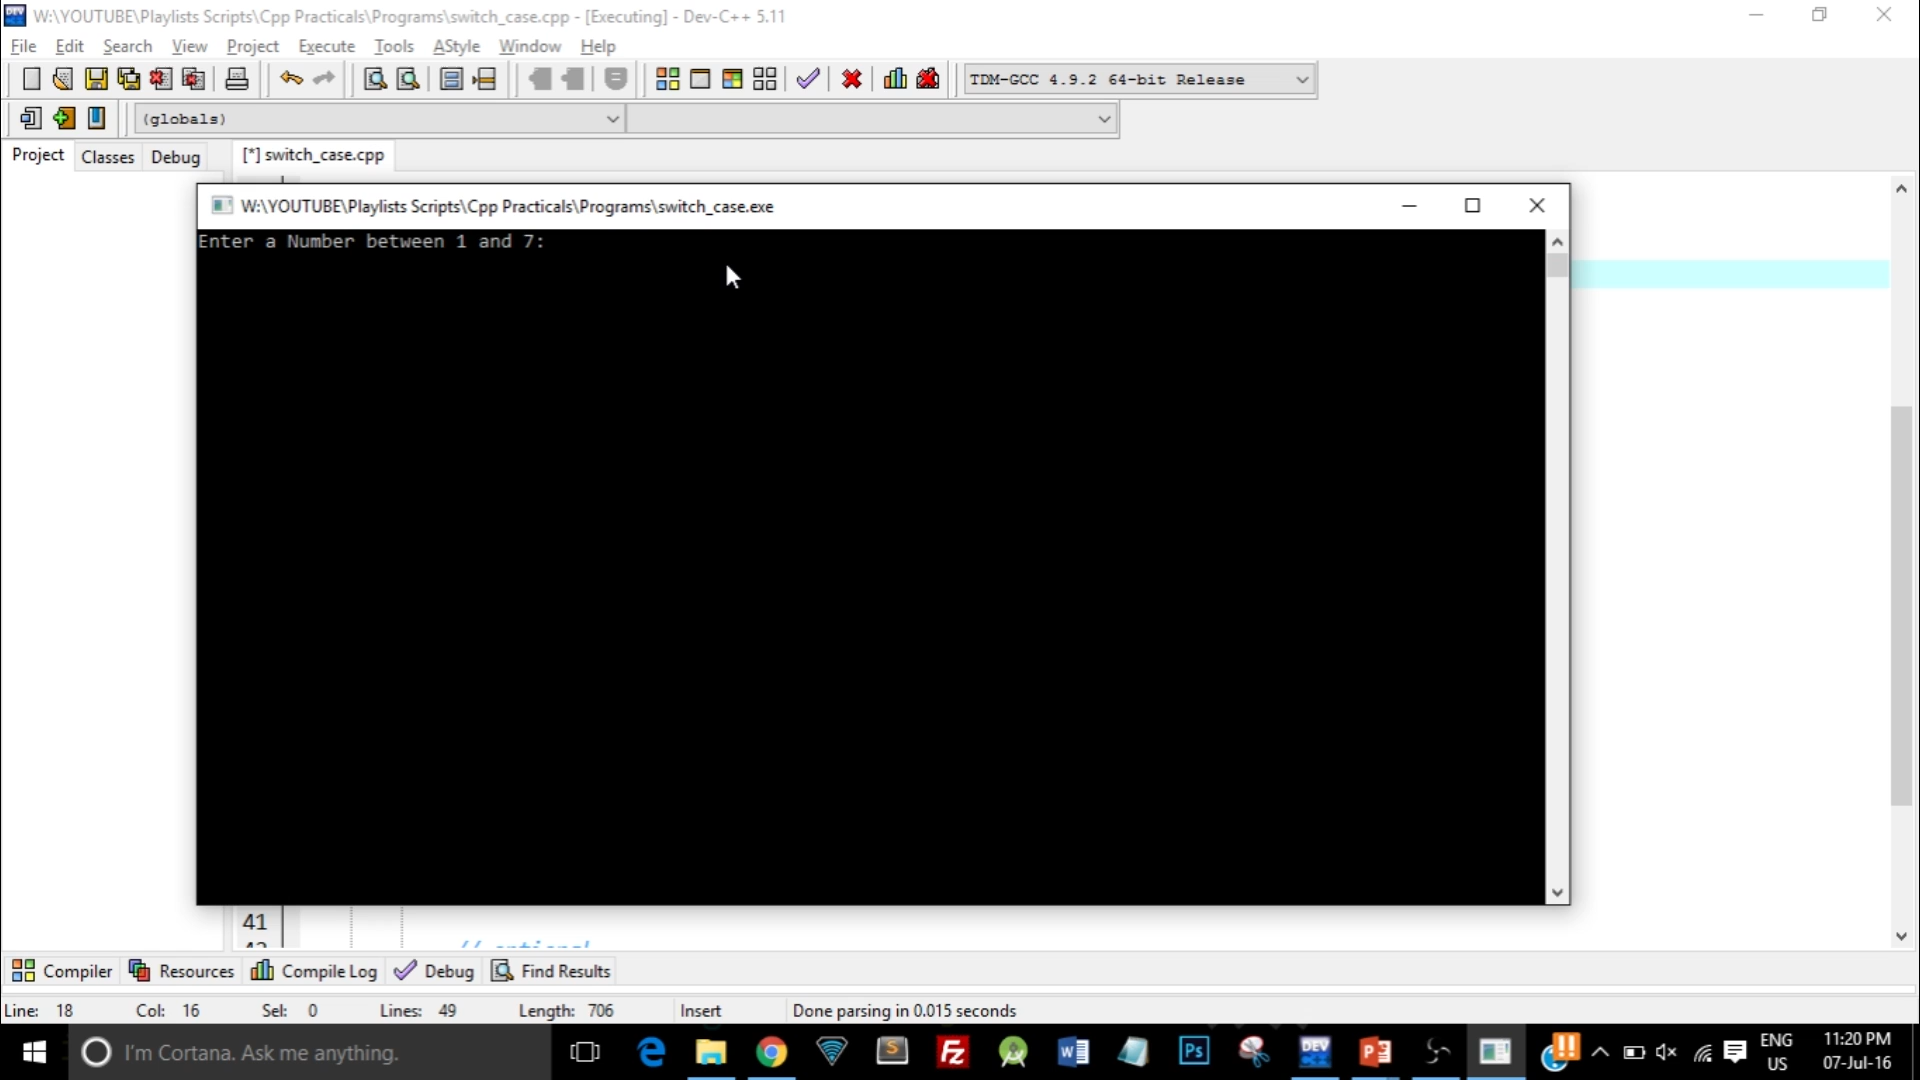 W:\YOUTUBE\Playlists Scripts\Cpp Practicals\Programs\switch_case.cpp - [Executing] - Dev-C++ 5.11
File Edit Search View Project Execute Tools AStyle Window Help
TDM-GCC 4.9.2 64-bit Release
(globals)
Project Classes Debug [*] switch_case.cpp
W:\YOUTUBE\Playlists Scripts\Cpp Practicals\Programs\switch_case.exe
Enter a Number between 1 and 7:
41
Compiler Resources Compile Log Debug Find Results
Line: 18 Col: 16 Sel: 0 Lines: 49 Length: 706 Insert Done parsing in 0.015 seconds
I'm Cortana. Ask me anything.
ENG
US
11:20 PM
07-Jul-16